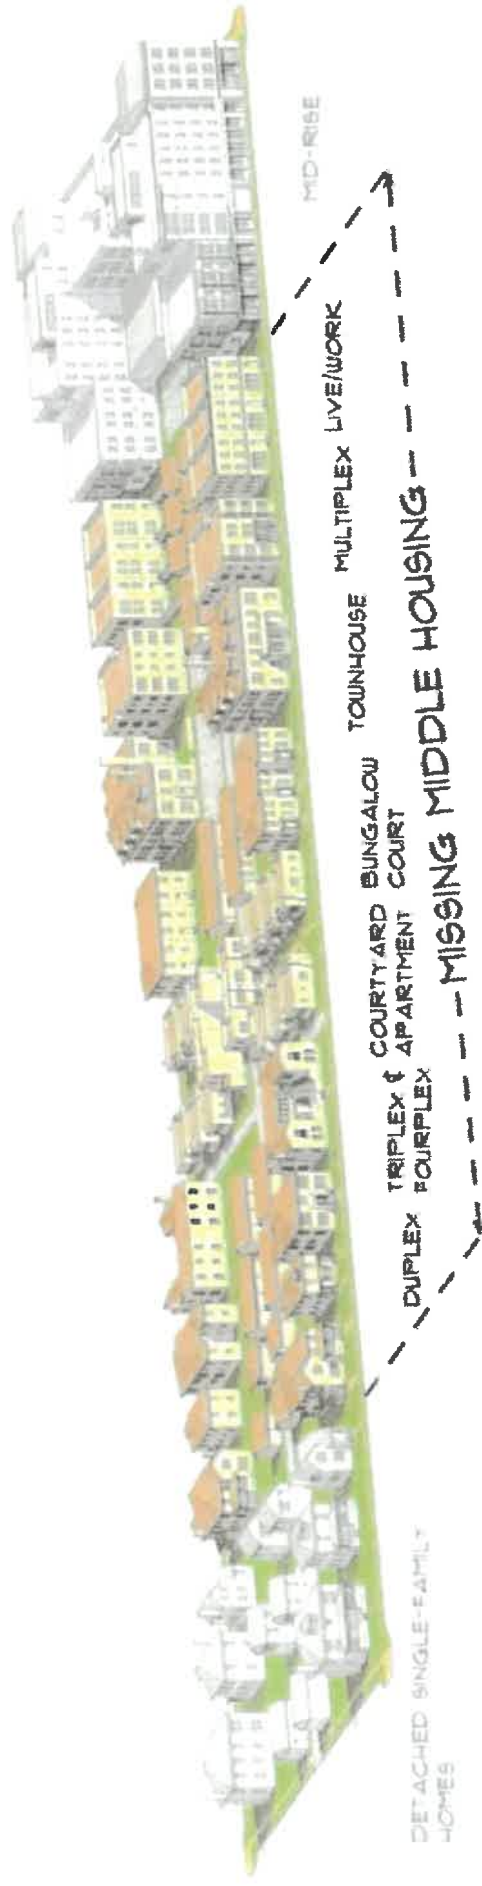 DETACHED SINGLE-FAMILY
HOMES
DUPLEX
TRIPLEX &
FOURPLEX
COURTYARD
APARTMENT
BUNGALOW
COURT
TOWNHOUSE
MULTIPLEX
LIVE/WORK
MID-RISE
MISSING MIDDLE HOUSING